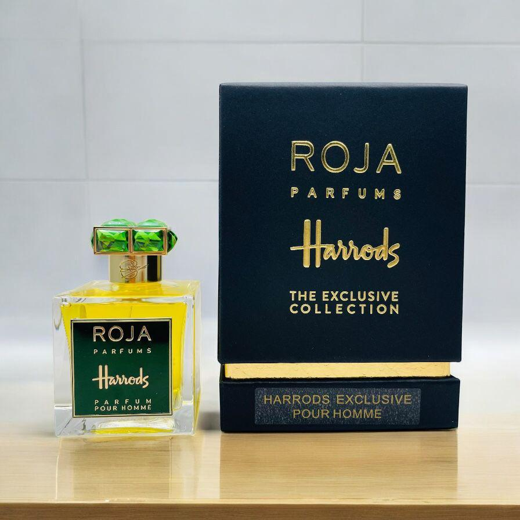 ROJA
PARFUMS
Harrods
THE EXCLUSIVE
COLLECTION
HARRODS EXCLUSIVE
POUR HOMME
ROJA
PARFUMS
Harrods
PARFUM
POUR HOMME